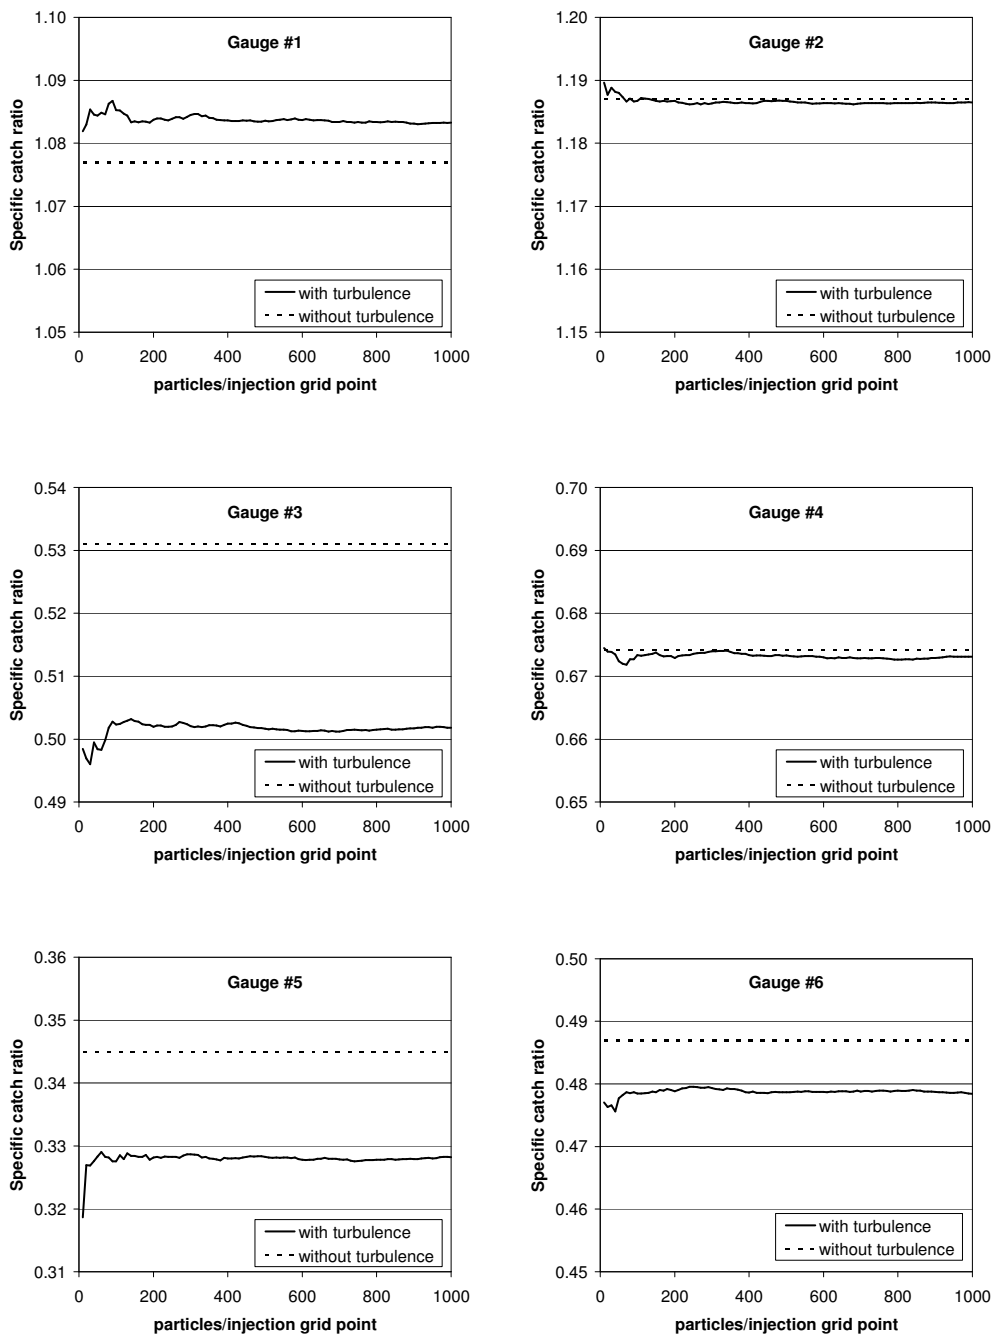 Gauge #1
Specific catch ratio
1.10
1.09
1.08
1.07
1.06
1.05
with turbulence
without turbulence
0 200 400 600 800 1000
particles/injection grid point
Gauge #2
Specific catch ratio
1.20
1.19
1.18
1.17
1.16
1.15
with turbulence
without turbulence
0 200 400 600 800 1000
particles/injection grid point
Gauge #3
Specific catch ratio
0.54
0.53
0.52
0.51
0.50
0.49
with turbulence
without turbulence
0 200 400 600 800 1000
particles/injection grid point
Gauge #4
Specific catch ratio
0.70
0.69
0.68
0.67
0.66
0.65
with turbulence
without turbulence
0 200 400 600 800 1000
particles/injection grid point
Gauge #5
Specific catch ratio
0.36
0.35
0.34
0.33
0.32
0.31
with turbulence
without turbulence
0 200 400 600 800 1000
particles/injection grid point
Gauge #6
Specific catch ratio
0.50
0.49
0.48
0.47
0.46
0.45
with turbulence
without turbulence
0 200 400 600 800 1000
particles/injection grid point